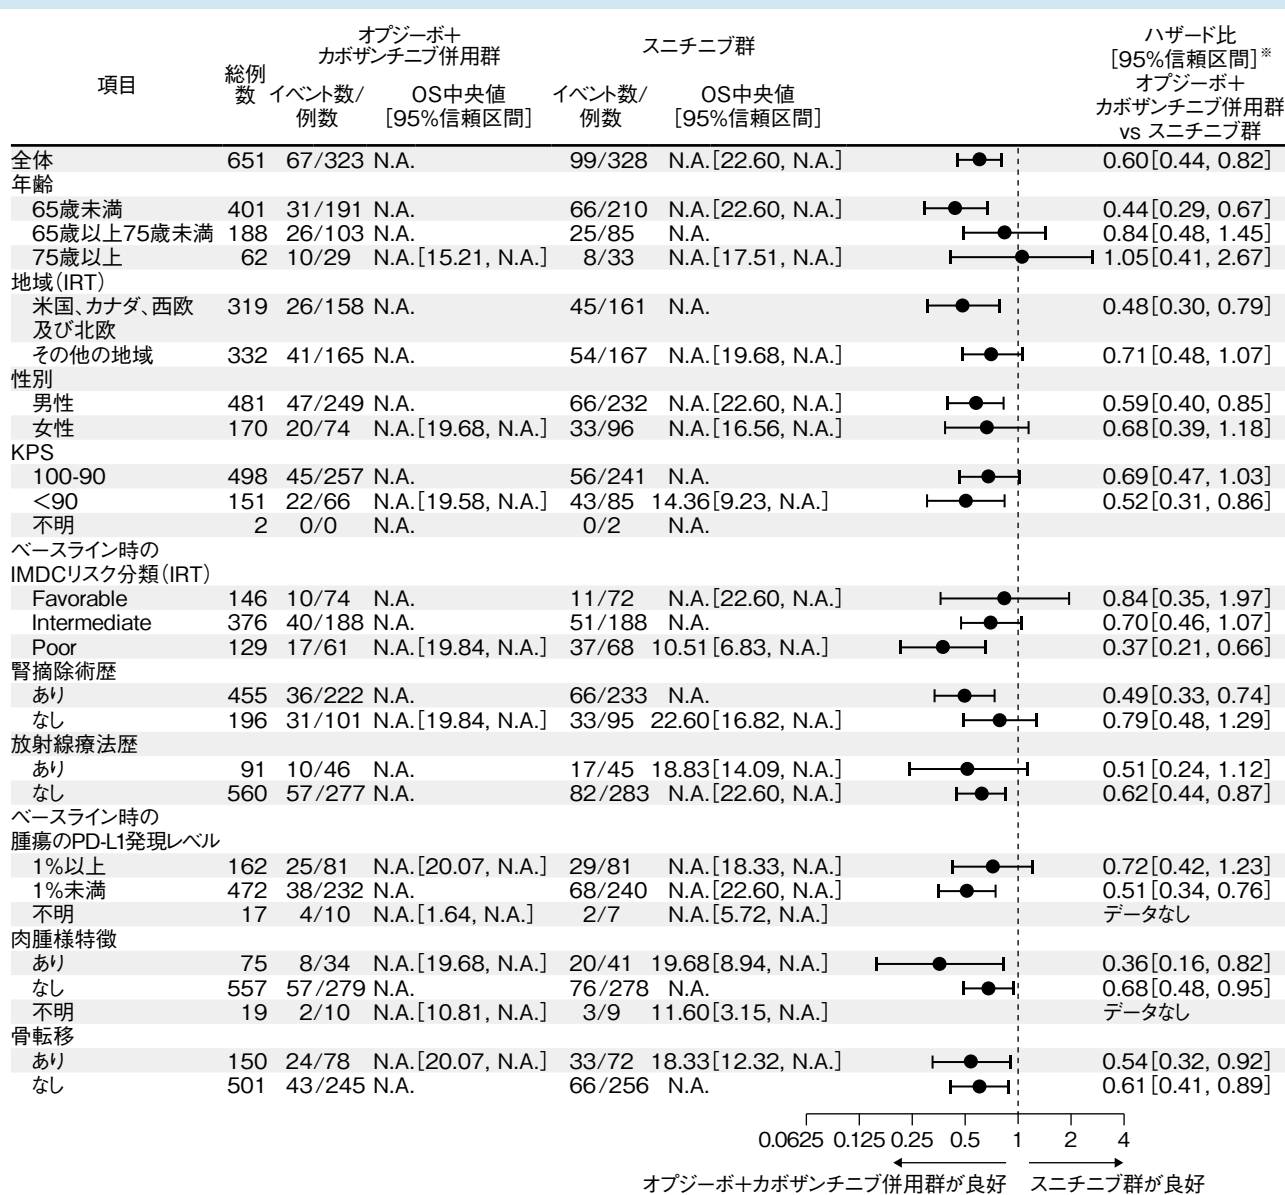 オプジーボ＋
カボザンチニブ併用群
スニチニブ群
ハザード比
[95%信頼区間]※
オプジーボ＋
カボザンチニブ併用群
vs スニチニブ群
項目
総例数
イベント数/例数
OS中央値
[95%信頼区間]
イベント数/例数
OS中央値
[95%信頼区間]
全体 651 67/323 N.A. 99/328 N.A.[22.60, N.A.] 0.60[0.44, 0.82]
年齢
65歳未満 401 31/191 N.A. 66/210 N.A.[22.60, N.A.] 0.44[0.29, 0.67]
65歳以上75歳未満 188 26/103 N.A. 25/85 N.A. 0.84[0.48, 1.45]
75歳以上 62 10/29 N.A.[15.21, N.A.] 8/33 N.A.[17.51, N.A.] 1.05[0.41, 2.67]
地域（IRT）
米国、カナダ、西欧 319 26/158 N.A. 45/161 N.A. 0.48[0.30, 0.79]
及び北欧
その他の地域 332 41/165 N.A. 54/167 N.A.[19.68, N.A.] 0.71[0.48, 1.07]
性別
男性 481 47/249 N.A. 66/232 N.A.[22.60, N.A.] 0.59[0.40, 0.85]
女性 170 20/74 N.A.[19.68, N.A.] 33/96 N.A.[16.56, N.A.] 0.68[0.39, 1.18]
KPS
100-90 498 45/257 N.A. 56/241 N.A. 0.69[0.47, 1.03]
＜90 151 22/66 N.A.[19.58, N.A.] 43/85 14.36[9.23, N.A.] 0.52[0.31, 0.86]
不明 2 0/0 N.A. 0/2 N.A.
ベースライン時の
IMDCリスク分類（IRT）
Favorable 146 10/74 N.A. 11/72 N.A.[22.60, N.A.] 0.84[0.35, 1.97]
Intermediate 376 40/188 N.A. 51/188 N.A. 0.70[0.46, 1.07]
Poor 129 17/61 N.A.[19.84, N.A.] 37/68 10.51[6.83, N.A.] 0.37[0.21, 0.66]
腎摘除術歴
あり 455 36/222 N.A. 66/233 N.A. 0.49[0.33, 0.74]
なし 196 31/101 N.A.[19.84, N.A.] 33/95 22.60[16.82, N.A.] 0.79[0.48, 1.29]
放射線療法歴
あり 91 10/46 N.A. 17/45 18.83[14.09, N.A.] 0.51[0.24, 1.12]
なし 560 57/277 N.A. 82/283 N.A.[22.60, N.A.] 0.62[0.44, 0.87]
ベースライン時の
腫瘍のPD-L1発現レベル
1%以上 162 25/81 N.A.[20.07, N.A.] 29/81 N.A.[18.33, N.A.] 0.72[0.42, 1.23]
1%未満 472 38/232 N.A. 68/240 N.A.[22.60, N.A.] 0.51[0.34, 0.76]
不明 17 4/10 N.A.[1.64, N.A.] 2/7 N.A.[5.72, N.A.] データなし
肉腫様特徴
あり 75 8/34 N.A.[19.68, N.A.] 20/41 19.68[8.94, N.A.] 0.36[0.16, 0.82]
なし 557 57/279 N.A. 76/278 N.A. 0.68[0.48, 0.95]
不明 19 2/10 N.A.[10.81, N.A.] 3/9 11.60[3.15, N.A.] データなし
骨転移
あり 150 24/78 N.A.[20.07, N.A.] 33/72 18.33[12.32, N.A.] 0.54[0.32, 0.92]
なし 501 43/245 N.A. 66/256 N.A. 0.61[0.41, 0.89]
0.0625 0.125 0.25 0.5 1 2 4
オプジーボ＋カボザンチニブ併用群が良好 スニチニブ群が良好